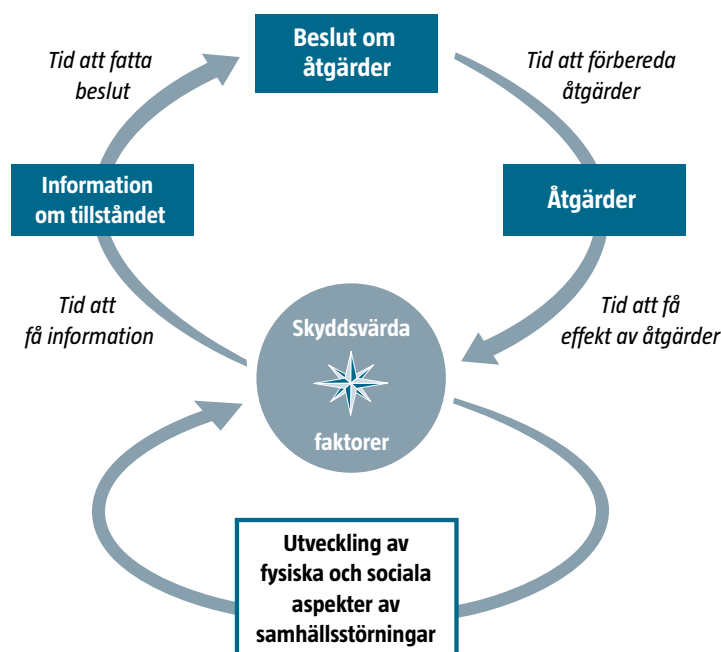 Beslut om
åtgärder
Tid att fatta
beslut
Tid att förbereda
åtgärder
Information
om tillståndet
Åtgärder
Tid att
få information
Skyddsvärda
faktorer
Tid att få
effekt av åtgärder
Utveckling av
fysiska och sociala
aspekter av
samhällsstörningar